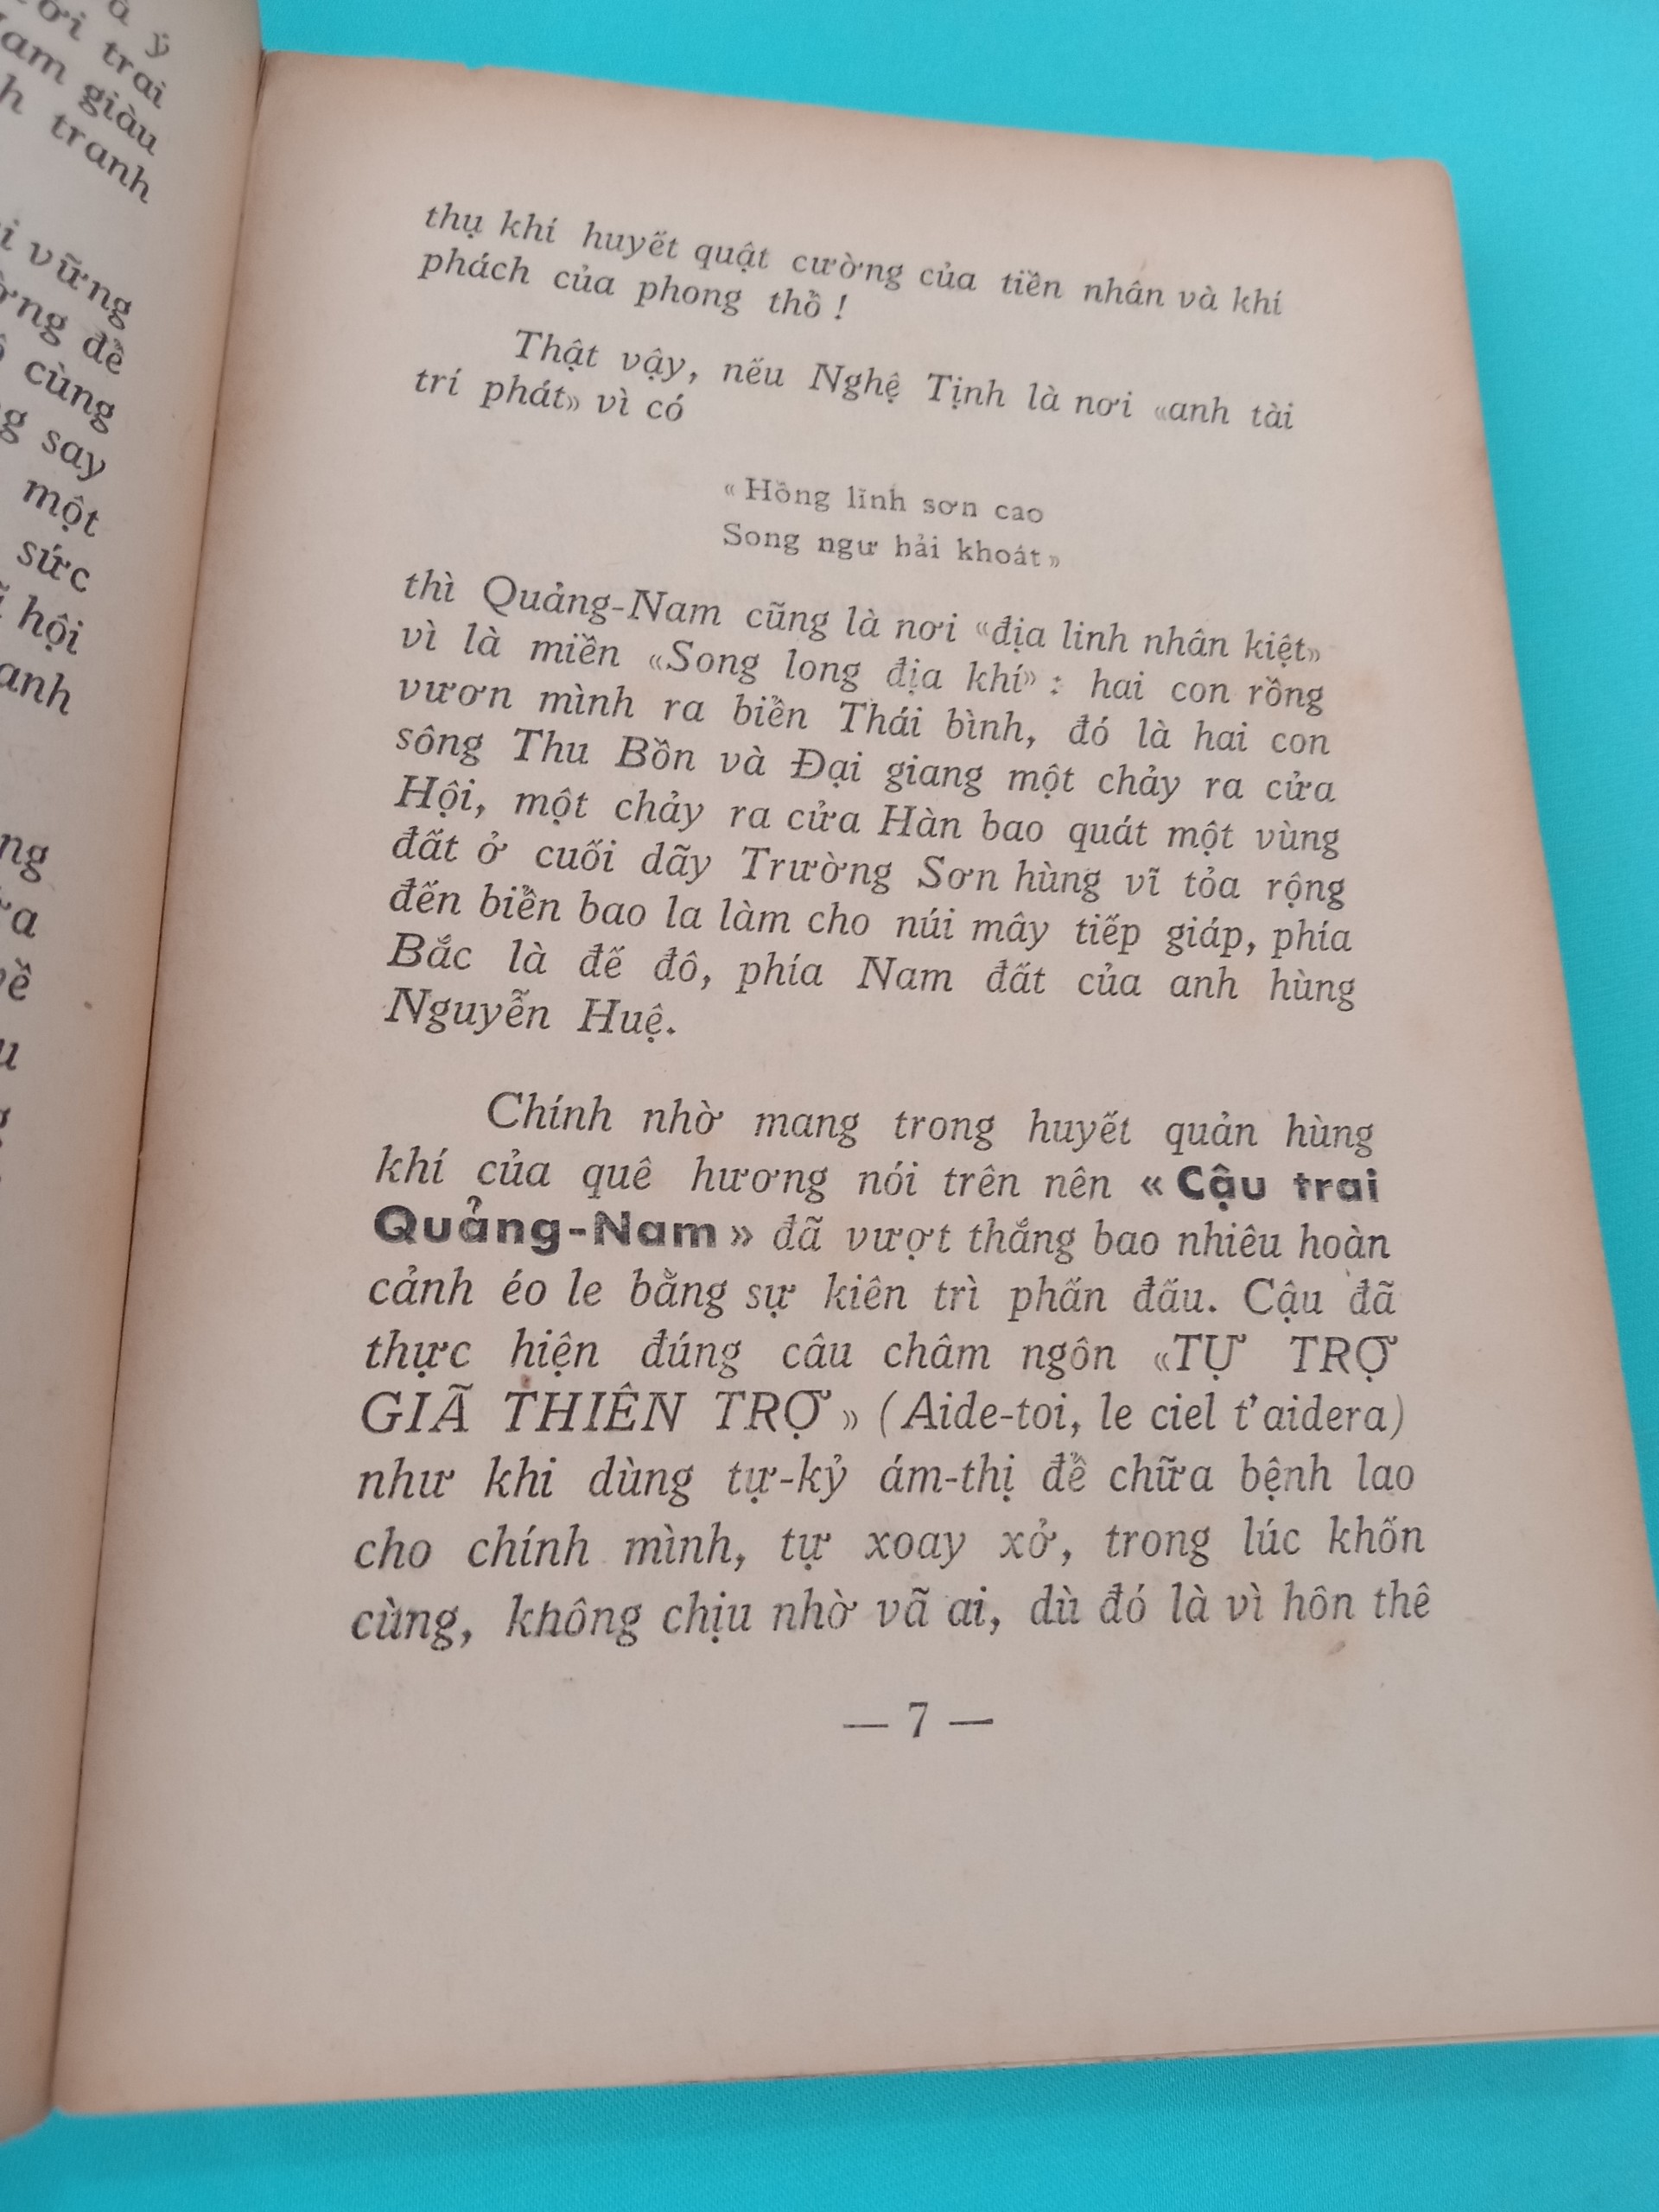 ý
trai
giàu
tranh
vững
để
cùng
say
một
sức
hội
thụ khí huyết quật cường của tiền nhân và khí
phách của phong thổ !
Thật vậy, nếu Nghệ Tịnh là nơi «anh tài
trí phát» vì có
« Hồng lĩnh sơn cao
Song ngư hải khoát »
thì Quảng-Nam cũng là nơi «địa linh nhân kiệt»
vì là miền «Song long địa khí» : hai con rồng
vươn mình ra biển Thái bình, đó là hai con
sông Thu Bồn và Đại giang một chảy ra cửa
Hội, một chảy ra cửa Hàn bao quát một vùng
đất ở cuối dãy Trường Sơn hùng vĩ tỏa rộng
đến biển bao la làm cho núi mây tiếp giáp, phía
Bắc là đế đô, phía Nam đất của anh hùng
Nguyễn Huệ.
Chính nhờ mang trong huyết quản hùng
khí của quê hương nói trên nên « Cậu trai
Quảng-Nam » đã vượt thắng bao nhiêu hoàn
cảnh éo le bằng sự kiên trì phấn đấu. Cậu đã
thực hiện đúng câu châm ngôn «TỰ TRỢ
GIÃ THIÊN TRỢ » (Aide-toi, le ciel t'aidera)
như khi dùng tự-kỷ ám-thị để chữa bệnh lao
cho chính mình, tự xoay xở, trong lúc khốn
cùng, không chịu nhờ vã ai, dù đó là vì hôn thê
— 7 —